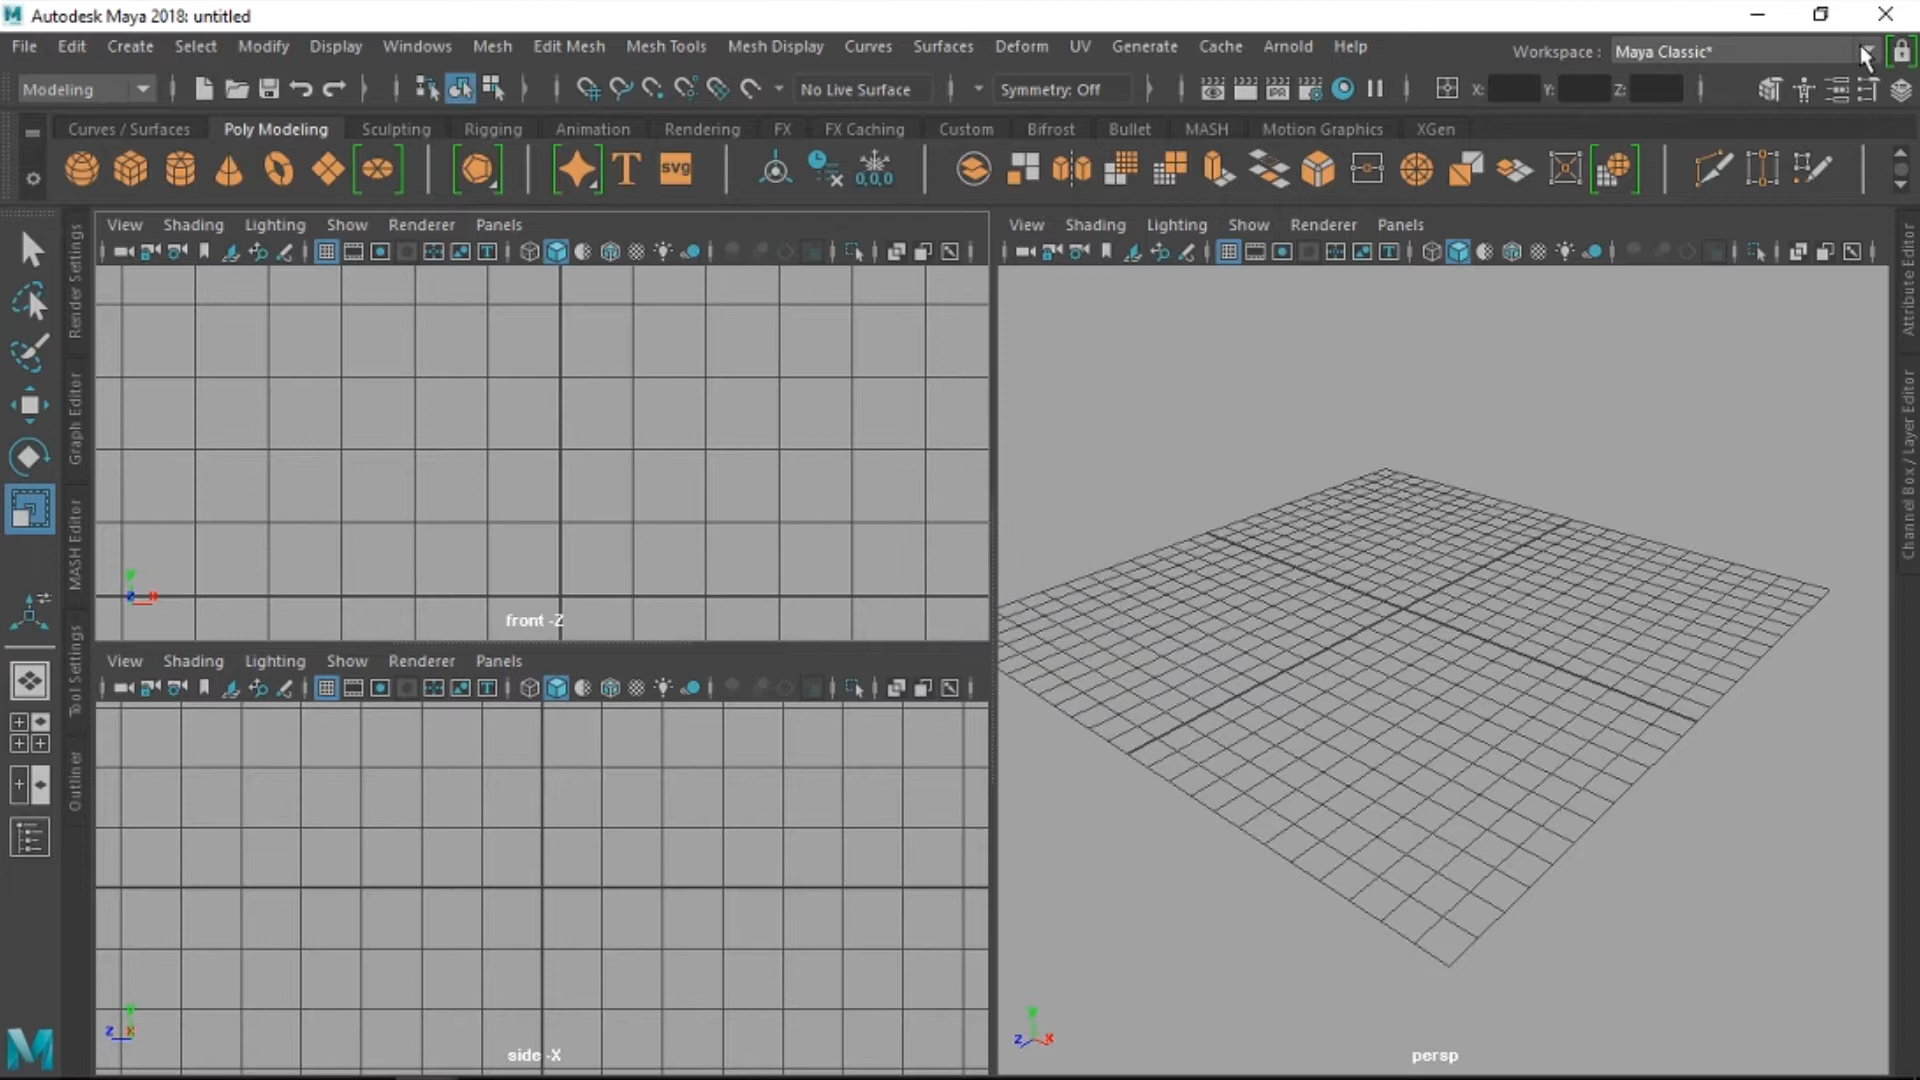 Autodesk Maya 2018: untitled
File Edit Create Select Modify Display Windows Mesh Edit Mesh Mesh Tools Mesh Display Curves Surfaces Deform UV Generate Cache Arnold Help Workspace : Maya Classic*
Modeling No Live Surface Symmetry: Off X: Y: Z:
Curves / Surfaces Poly Modeling Sculpting Rigging Animation Rendering FX FX Caching Custom Bifrost Bullet MASH Motion Graphics XGen
T svg 0,0,0
View Shading Lighting Show Renderer Panels
View Shading Lighting Show Renderer Panels
Render Settings
Graph Editor
MASH Editor
Tool Settings
Outliner
front -Z
View Shading Lighting Show Renderer Panels
side -X
Z
persp
Z X
Attribute Editor
Channel Box / Layer Editor